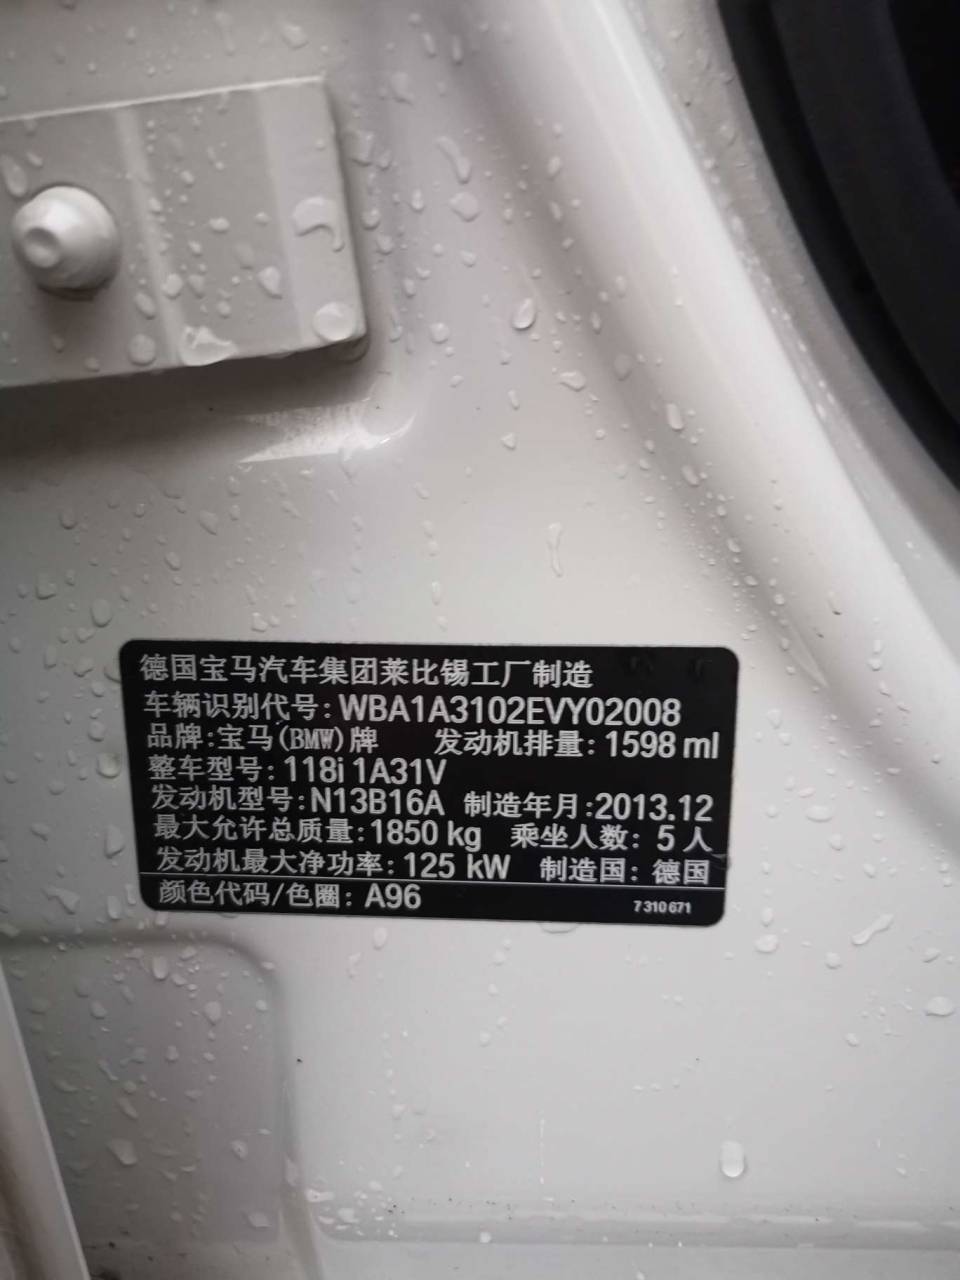 德国宝马汽车集团莱比锡工厂制造
车辆识别代号:WBA1A3102EVY02008
品牌:宝马(BMW)牌 发动机排量: 1598 ml
整车型号: 118i 1A31V
发动机型号: N13B16A 制造年月:2013.12
最大允许总质量:1850 kg 乘坐人数: 5 人
发动机最大净功率: 125 kW 制造国: 德国
颜色代码/色圈: A96 7 310 671